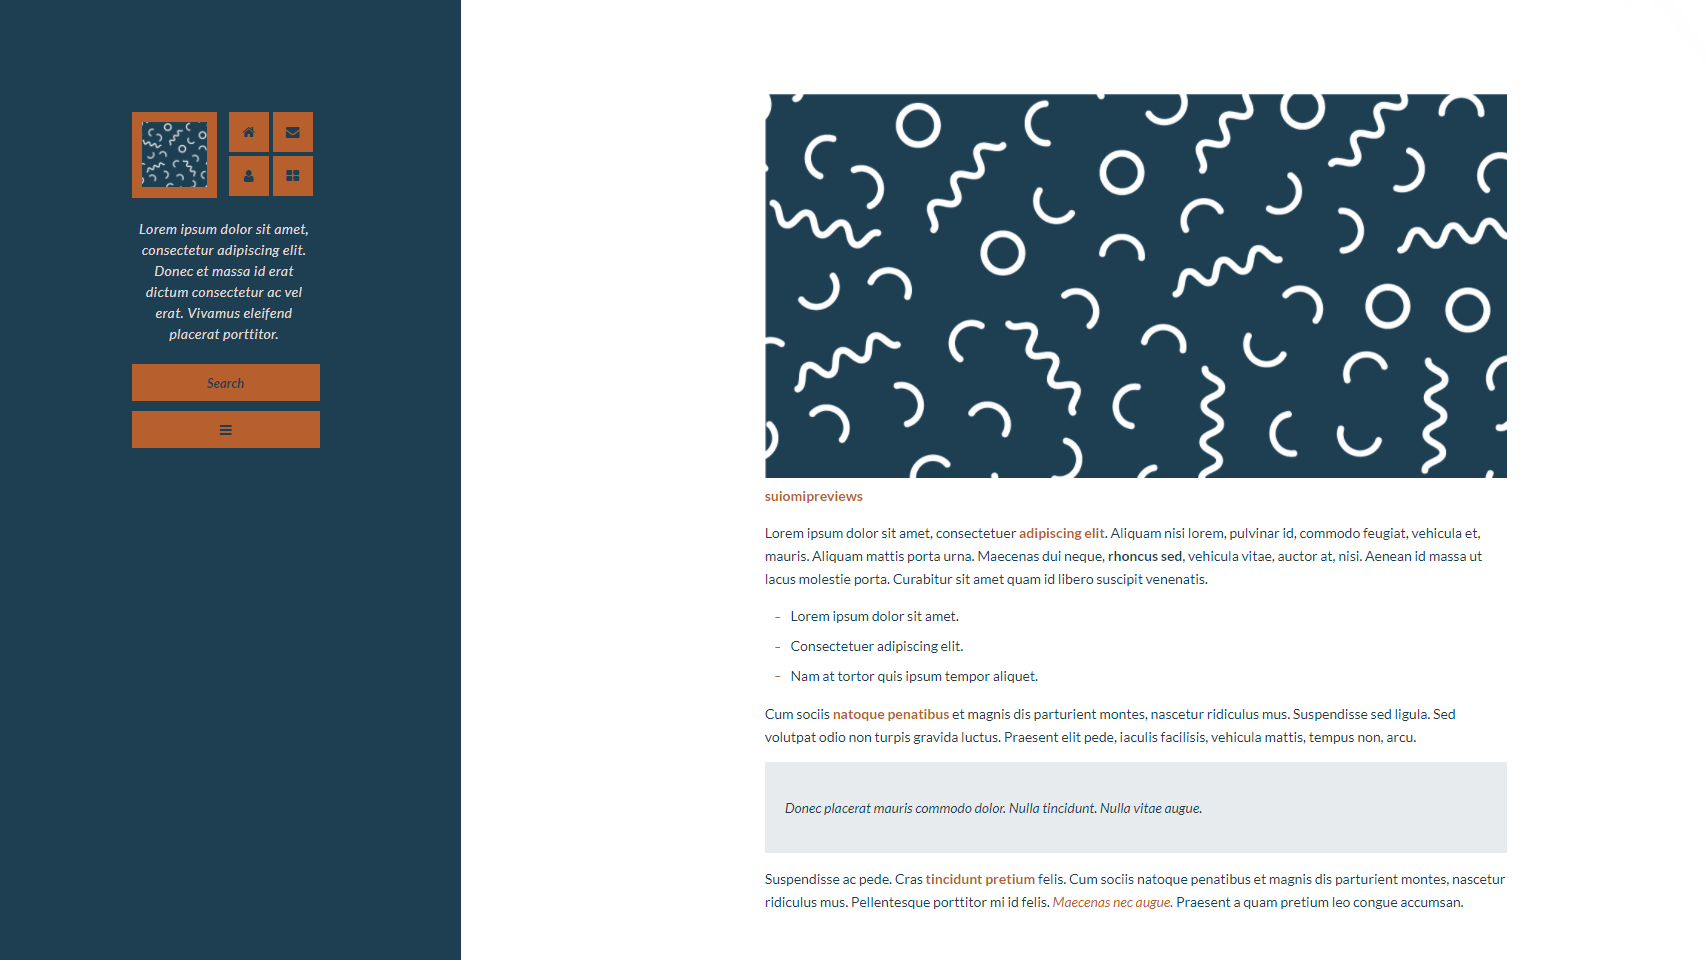 Lorem ipsum dolor sit amet,
consectetur adipiscing elit.
Donec et massa id erat
dictum consectetur ac vel
erat. Vivamus eleifend
placerat porttitor.
Search
suiomipreviews
Lorem ipsum dolor sit amet, consectetuer adipiscing elit. Aliquam nisi lorem, pulvinar id, commodo feugiat, vehicula et,
mauris. Aliquam mattis porta urna. Maecenas dui neque, rhoncus sed, vehicula vitae, auctor at, nisi. Aenean id massa ut
lacus molestie porta. Curabitur sit amet quam id libero suscipit venenatis.
– Lorem ipsum dolor sit amet.
– Consectetuer adipiscing elit.
– Nam at tortor quis ipsum tempor aliquet.
Cum sociis natoque penatibus et magnis dis parturient montes, nascetur ridiculus mus. Suspendisse sed ligula. Sed
volutpat odio non turpis gravida luctus. Praesent elit pede, iaculis facilisis, vehicula mattis, tempus non, arcu.
Donec placerat mauris commodo dolor. Nulla tincidunt. Nulla vitae augue.
Suspendisse ac pede. Cras tincidunt pretium felis. Cum sociis natoque penatibus et magnis dis parturient montes, nascetur
ridiculus mus. Pellentesque porttitor mi id felis. Maecenas nec augue. Praesent a quam pretium leo congue accumsan.